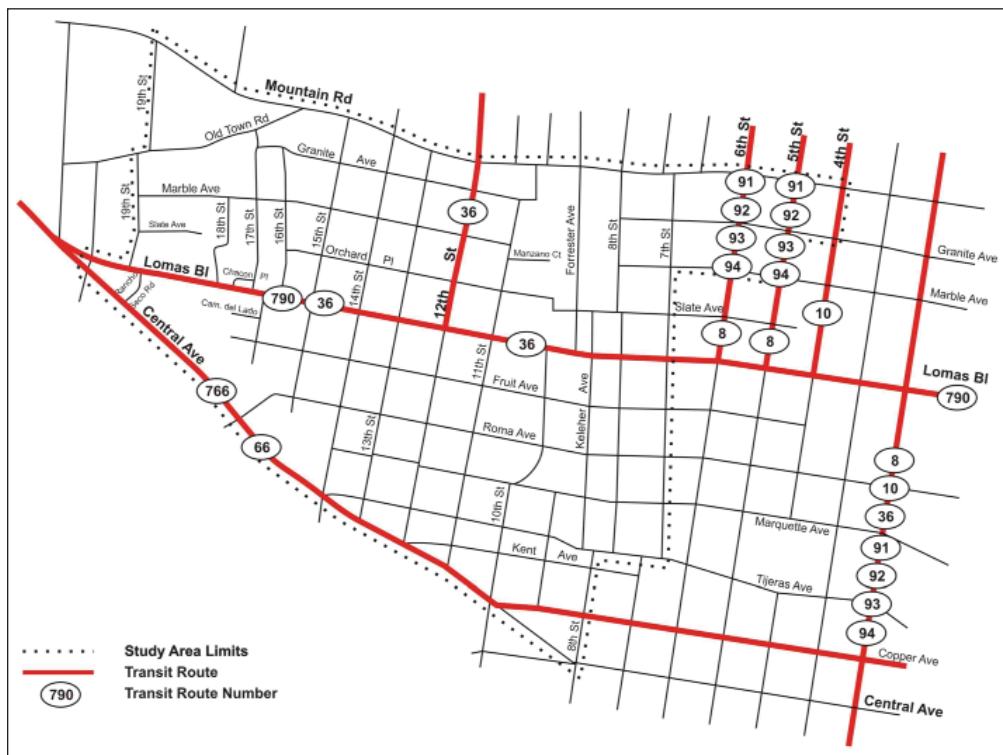 Mountain Rd
19th St
Old Town Rd
Granite Ave
6th St
5th St
4th St
91
91
92
92
93
93
94
94
Marble Ave
19th St
Slate Ave
18th St
17th St
16th St
15th St
36
12th St
Orchard Pl
Manzano Ct
Forrester Ave
8th St
7th St
Granite Ave
Marble Ave
Lomas Bl
Chacon Pl
Rancho Seco Rd
Cam. del Lado
790
36
14th St
Slate Ave
10
8
8
36
Central Ave
11th St
Fruit Ave
Keleher Ave
Lomas Bl
790
766
66
13th St
Roma Ave
8
10
36
91
92
93
94
10th St
Marquette Ave
Kent Ave
Tijeras Ave
8th St
Copper Ave
Central Ave
Study Area Limits
Transit Route
790
Transit Route Number